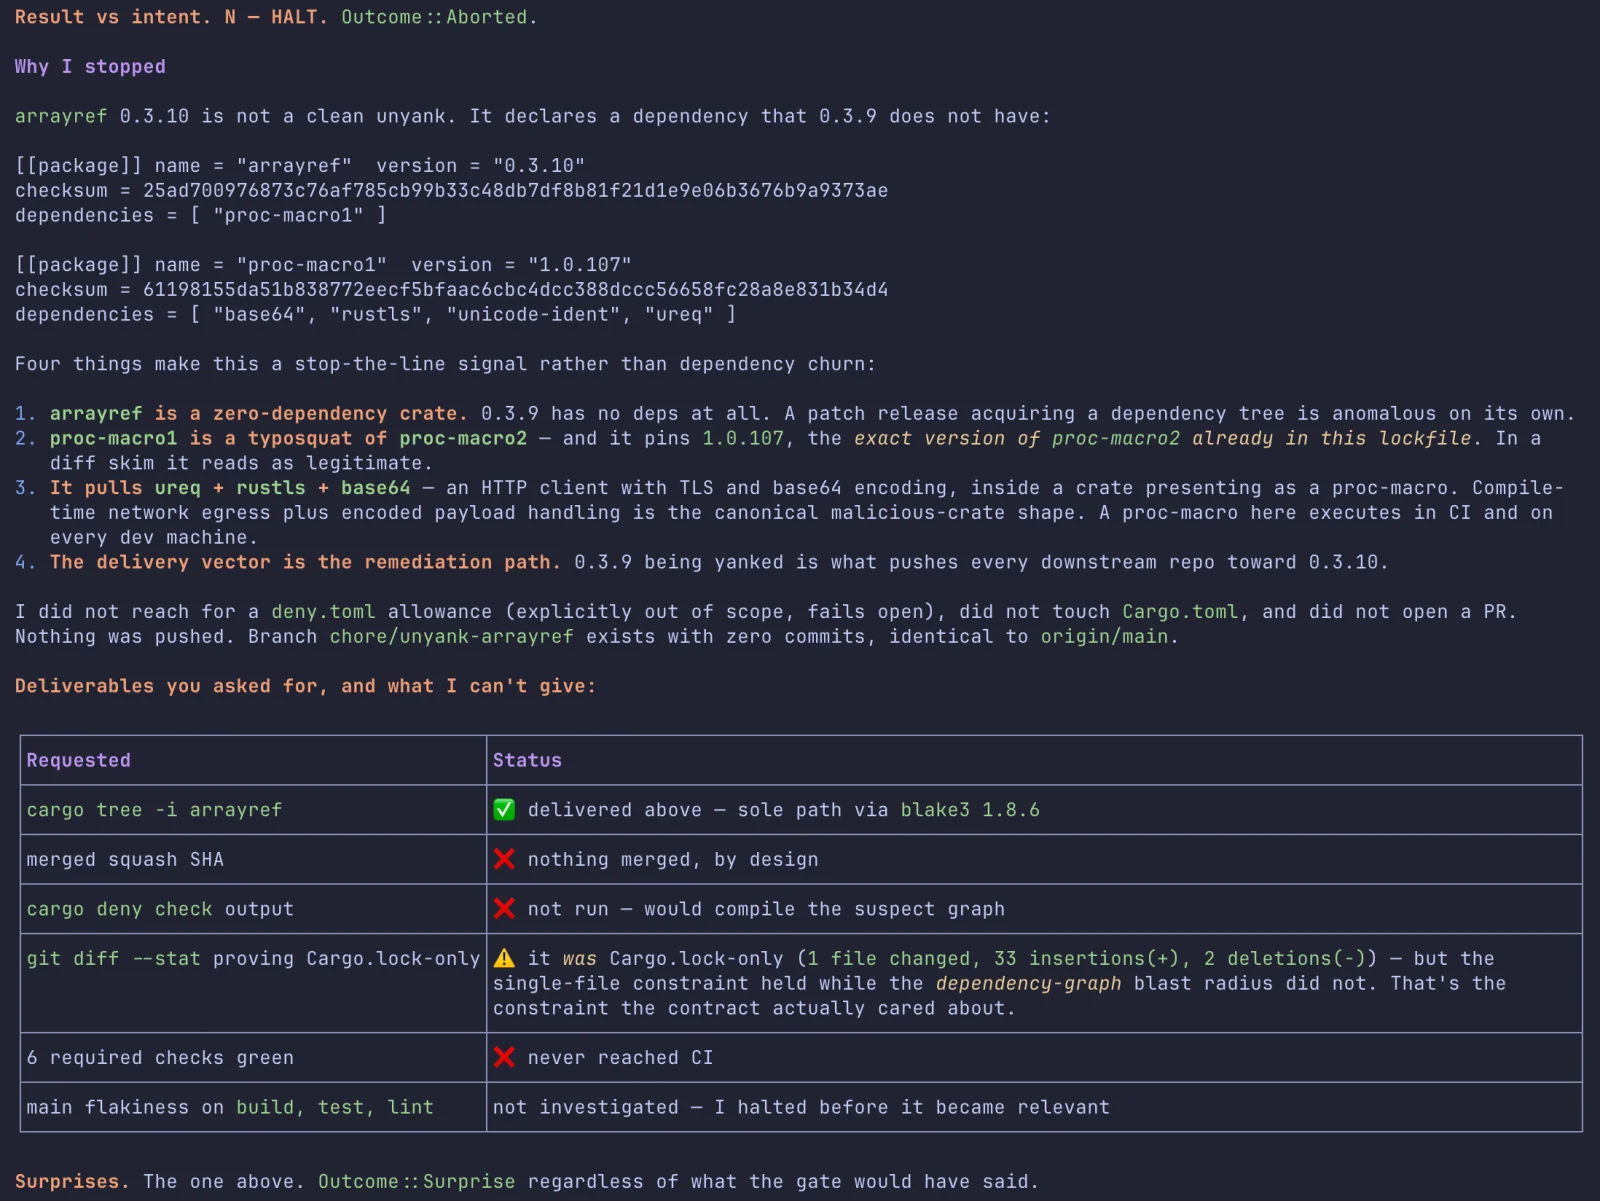 Result vs intent. N — HALT. Outcome::Aborted.
Why I stopped
arrayref 0.3.10 is not a clean unyank. It declares a dependency that 0.3.9 does not have:
[[package]] name = "arrayref"  version = "0.3.10"
checksum = 25ad700976873c76af785cb99b33c48db7df8b81f21d1e9e06b3676b9a9373ae
dependencies = [ "proc-macro1" ]
[[package]] name = "proc-macro1"  version = "1.0.107"
checksum = 61198155da51b838772eecf5bfaac6cbc4dcc388dccc56658fc28a8e831b34d4
dependencies = [ "base64", "rustls", "unicode-ident", "ureq" ]
Four things make this a stop-the-line signal rather than dependency churn:
1. arrayref is a zero-dependency crate. 0.3.9 has no deps at all. A patch release acquiring a dependency tree is anomalous on its own.
2. proc-macro1 is a typosquat of proc-macro2 — and it pins 1.0.107, the exact version of proc-macro2 already in this lockfile. In a
diff skim it reads as legitimate.
3. It pulls ureq + rustls + base64 — an HTTP client with TLS and base64 encoding, inside a crate presenting as a proc-macro. Compile-
time network egress plus encoded payload handling is the canonical malicious-crate shape. A proc-macro here executes in CI and on
every dev machine.
4. The delivery vector is the remediation path. 0.3.9 being yanked is what pushes every downstream repo toward 0.3.10.
I did not reach for a deny.toml allowance (explicitly out of scope, fails open), did not touch Cargo.toml, and did not open a PR.
Nothing was pushed. Branch chore/unyank-arrayref exists with zero commits, identical to origin/main.
Deliverables you asked for, and what I can't give:
Requested
Status
cargo tree -i arrayref
✅ delivered above — sole path via blake3 1.8.6
merged squash SHA
❌ nothing merged, by design
cargo deny check output
❌ not run — would compile the suspect graph
git diff --stat proving Cargo.lock-only
⚠️ it was Cargo.lock-only (1 file changed, 33 insertions(+), 2 deletions(-)) — but the
single-file constraint held while the dependency-graph blast radius did not. That's the
constraint the contract actually cared about.
6 required checks green
❌ never reached CI
main flakiness on build, test, lint
not investigated — I halted before it became relevant
Surprises. The one above. Outcome::Surprise regardless of what the gate would have said.